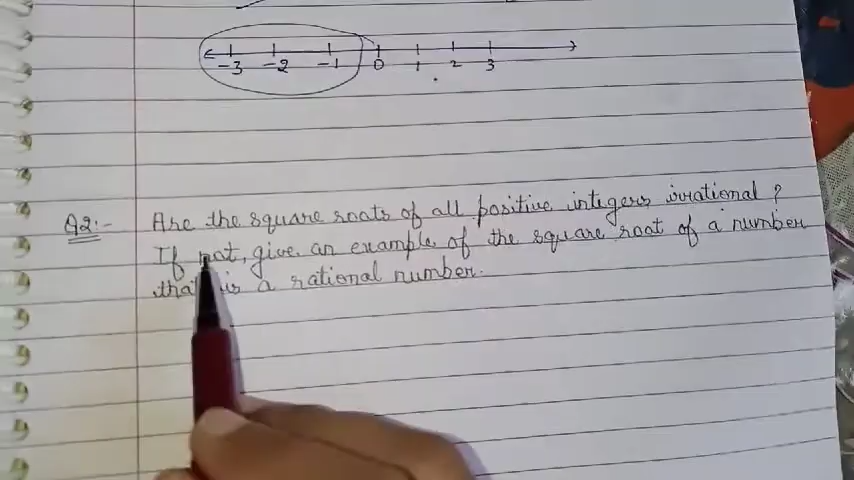 -3 -2 -1 0 1 2 3
Q2:- Are the square roots of all positive integers irrational ?
If not, give an example of the square root of a number
that is a rational number.